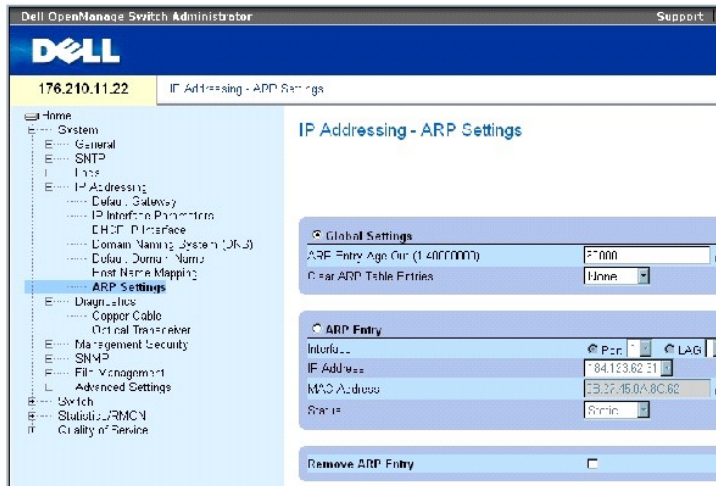 Dell OpenManage Switch Administrator Support
DELL
176.210.11.22 IP Addressing - ARP Settings
Home
System
General
SNTP
Logs
IP Addressing
Default Gateway
IP Interface Parameters
DHCP IP Interface
Domain Naming System (DNS)
Default Domain Name
Host Name Mapping
ARP Settings
Diagnostics
Copper Cable
Optical Transceiver
Management Security
SNMP
File Management
Advanced Settings
Switch
Statistics/RMON
Quality of Service
IP Addressing - ARP Settings
Global Settings
ARP Entry Age Out (1-40000000)
Clear ARP Table Entries None
ARP Entry
Interface Port LAG
IP Address
MAC Address
Status Static
Remove ARP Entry